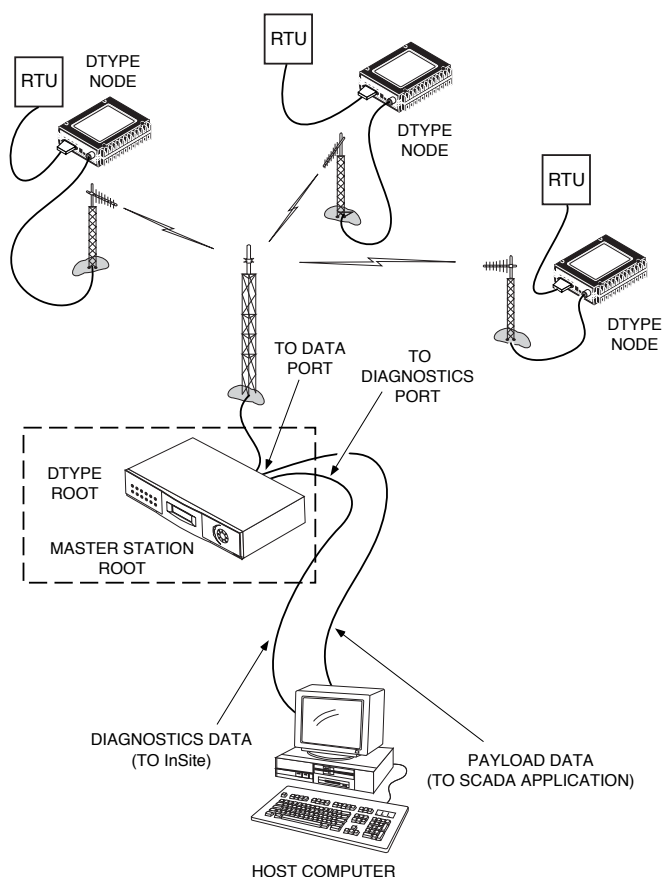 RTU
DTYPE
NODE
RTU
DTYPE
NODE
RTU
DTYPE
NODE
TO DATA
PORT
TO
DIAGNOSTICS
PORT
DTYPE
ROOT
MASTER STATION
ROOT
DIAGNOSTICS DATA
(TO InSite)
PAYLOAD DATA
(TO SCADA APPLICATION)
HOST COMPUTER